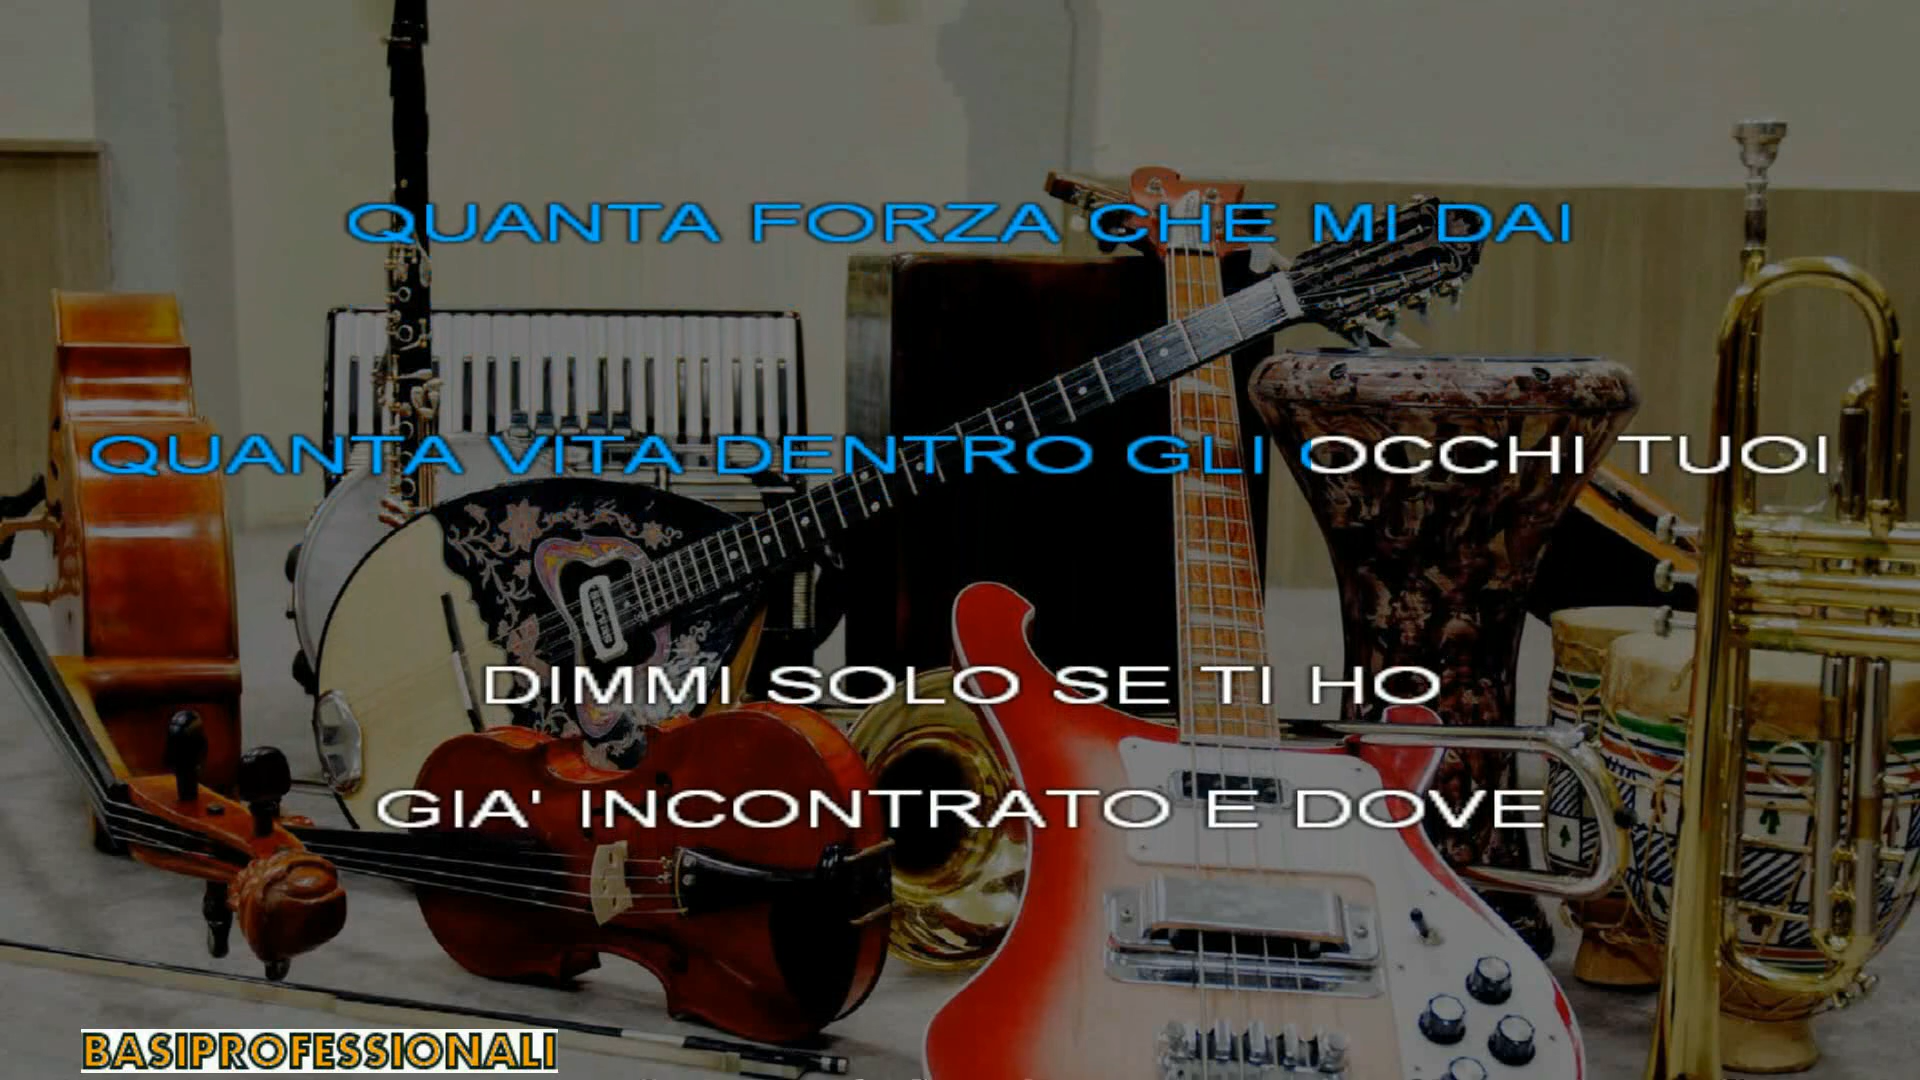 QUANTA FORZA CHE MI DAI
QUANTA VITA DENTRO GLI OCCHI TUOI
DIMMI SOLO SE TI HO
GIA' INCONTRATO E DOVE
BASIPROFESSIONALI